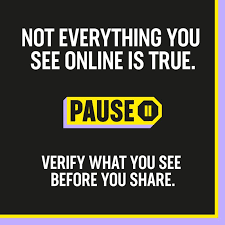 NOT EVERYTHING YOU
SEE ONLINE IS TRUE.
PAUSE
VERIFY WHAT YOU SEE
BEFORE YOU SHARE.